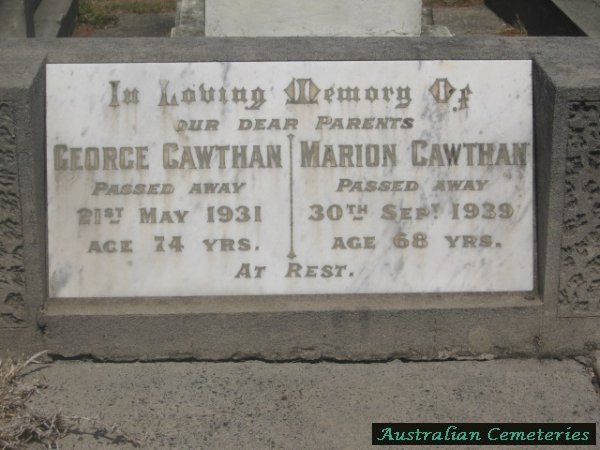 In Loving Memory Of
OUR DEAR PARENTS
GEORGE CAWTHAN
PASSED AWAY
21ST MAY 1931
AGE 74 YRS.
MARION CAWTHAN
PASSED AWAY
30TH SEPT. 1939
AGE 68 YRS.
AT REST.
Australian Cemeteries